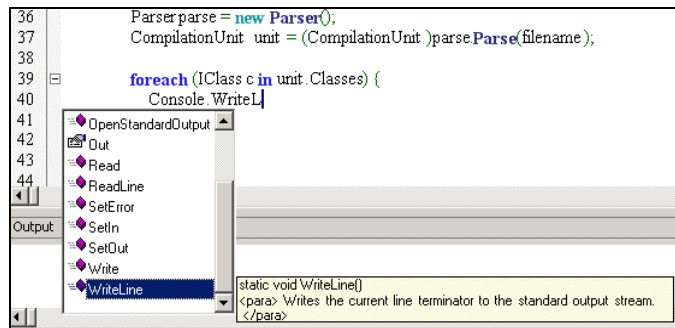 36 Parser parse = new Parser();
37 CompilationUnit unit = (CompilationUnit )parse.Parse(filename );
38
39 foreach (IClass c in unit.Classes) {
40 Console.WriteL
41
42
43
44
OpenStandardOutput
Out
Read
ReadLine
SetError
SetIn
SetOut
Write
WriteLine
Output
static void WriteLine()
<para> Writes the current line terminator to the standard output stream.
</para>